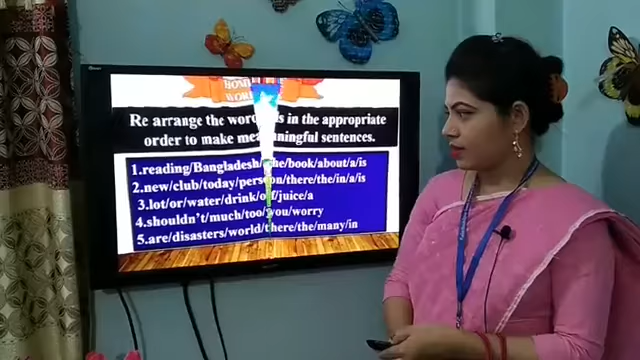 HOME
WORK
Re arrange the words in the appropriate
order to make meaningful sentences.
1.reading/Bangladesh/she/book/about/a/is
2.new/club/today/person/there/the/in/a/is
3.lot/or/water/drink/of/juice/a
4.shouldn't/much/too/you/worry
5.are/disasters/world/there/the/many/in